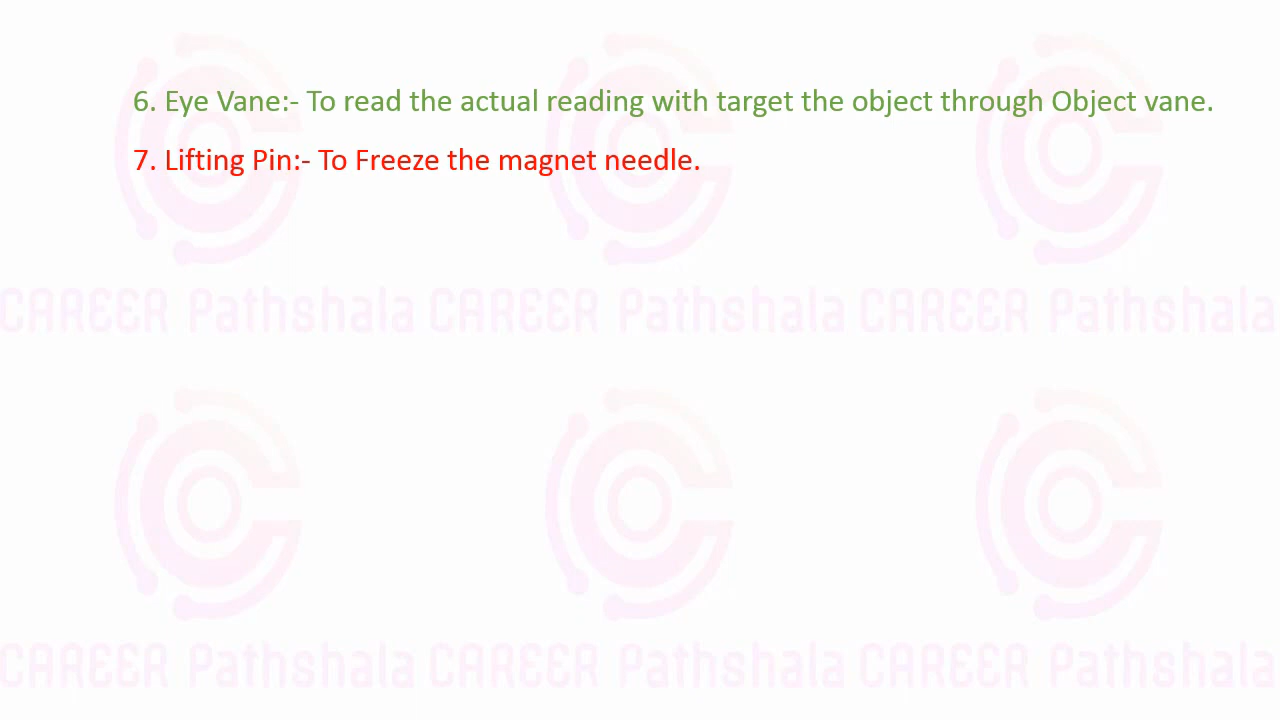 6. Eye Vane:- To read the actual reading with target the object through Object vane.
7. Lifting Pin:- To Freeze the magnet needle.
CAREER Pathshala CAREER Pathshala CAREER Pathshala
CAREER Pathshala CAREER Pathshala CAREER Pathshala